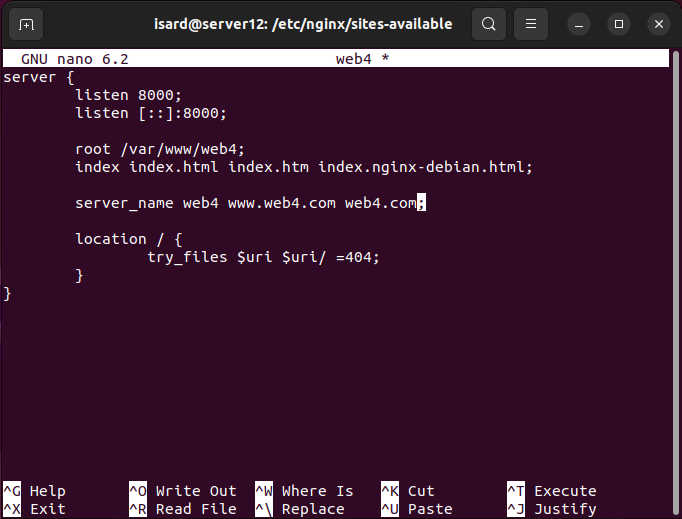 isard@server12: /etc/nginx/sites-available
GNU nano 6.2 web4 *
server {
listen 8000;
listen [::]:8000;
root /var/www/web4;
index index.html index.htm index.nginx-debian.html;
server_name web4 www.web4.com web4.com;
location / {
try_files $uri $uri/ =404;
}
}
^G Help ^O Write Out ^W Where Is ^K Cut ^T Execute
^X Exit ^R Read File ^\ Replace ^U Paste ^J Justify